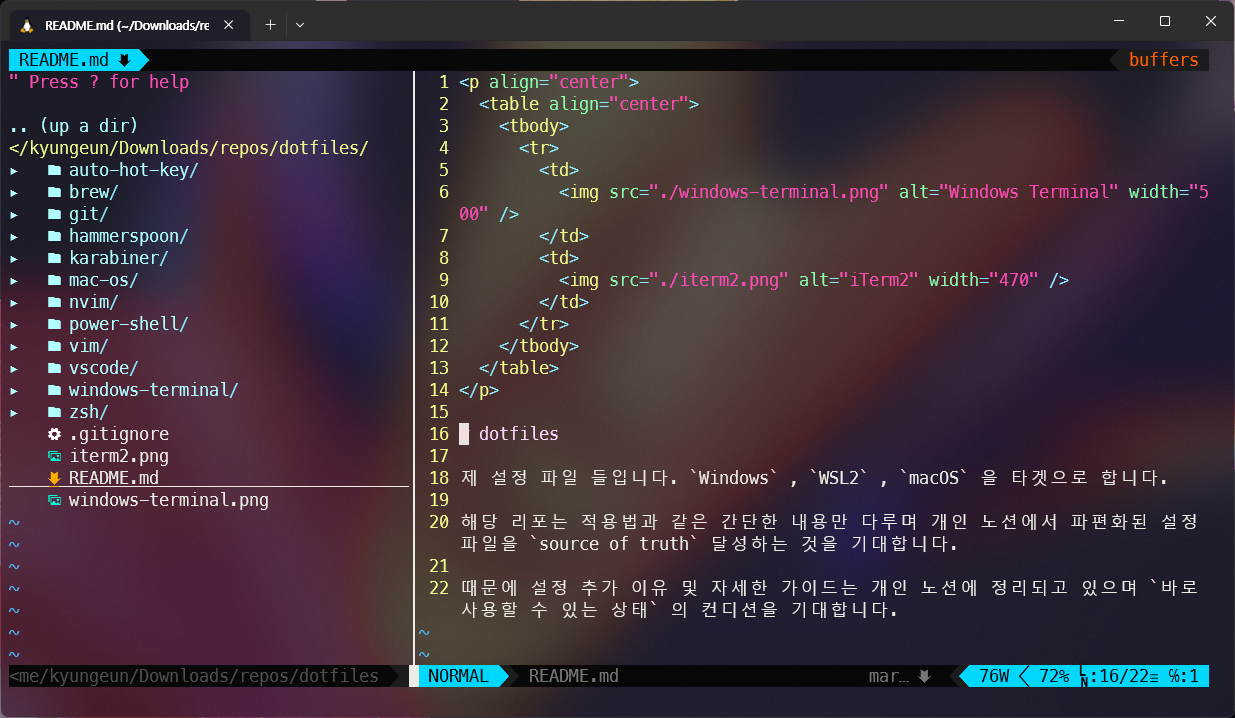 README.md (~/Downloads/re
README.md
buffers
" Press ? for help
.. (up a dir)
</kyungeun/Downloads/repos/dotfiles/
auto-hot-key/
brew/
git/
hammerspoon/
karabiner/
mac-os/
nvim/
power-shell/
vim/
vscode/
windows-terminal/
zsh/
.gitignore
iterm2.png
README.md
windows-terminal.png
~
~
~
~
~
~
~
<me/kyungeun/Downloads/repos/dotfiles
1 <p align="center">
2 <table align="center">
3 <tbody>
4 <tr>
5 <td>
6 <img src="./windows-terminal.png" alt="Windows Terminal" width="5
00" />
7 </td>
8 <td>
9 <img src="./iterm2.png" alt="iTerm2" width="470" />
10 </td>
11 </tr>
12 </tbody>
13 </table>
14 </p>
15
16 dotfiles
17
18 제 설정 파일 들입니다. `Windows` , `WSL2` , `macOS` 을 타겟으로 합니다.
19
20 해당 리포는 적용법과 같은 간단한 내용만 다루며 개인 노션에서 파편화된 설정
파일을 `source of truth` 달성하는 것을 기대합니다.
21
22 때문에 설정 추가 이유 및 자세한 가이드는 개인 노션에 정리되고 있으며 `바로
사용할 수 있는 상태` 의 컨디션을 기대합니다.
~
~
NORMAL README.md mar… 76W 72% ␊:16/22≡ ℅:1